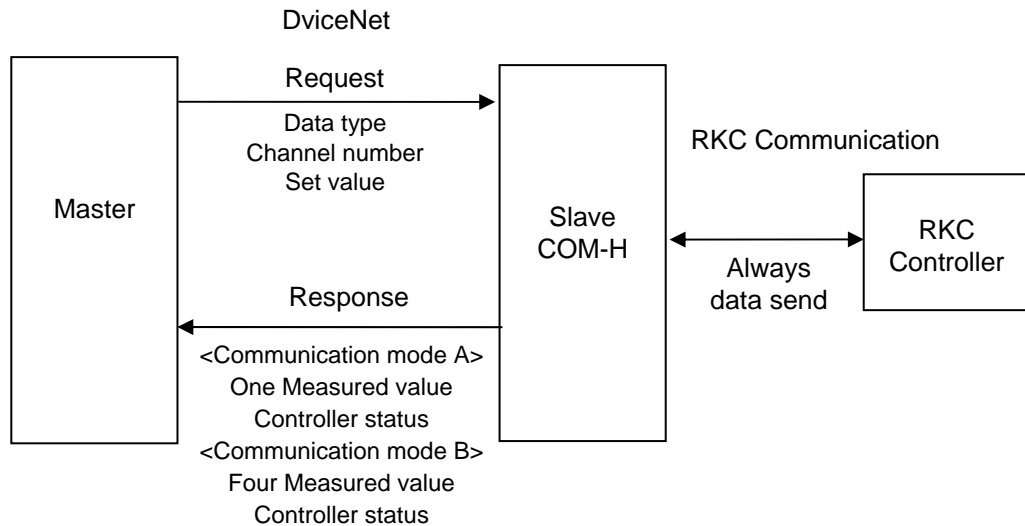 DviceNet
Request
Data type
Channel number
Set value
Master
Slave
COM-H
RKC Communication
RKC
Controller
Always
data send
Response
<Communication mode A>
One Measured value
Controller status
<Communication mode B>
Four Measured value
Controller status